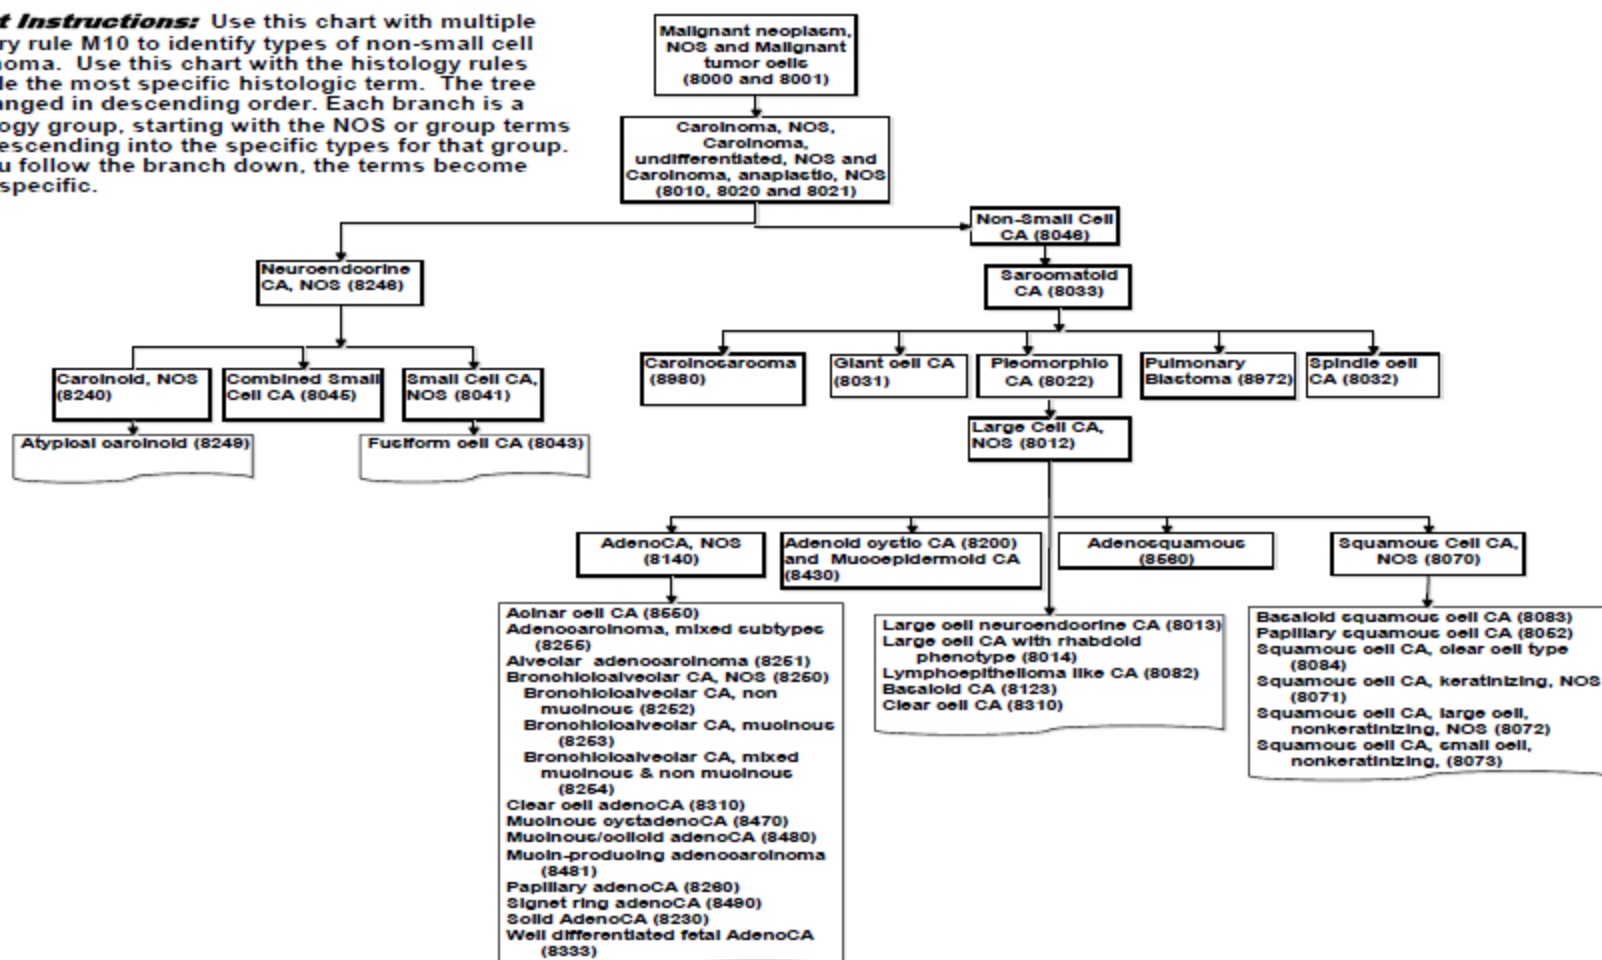 t Instructions: Use this chart with multiple
ry rule M10 to identify types of non-small cell
noma. Use this chart with the histology rules
le the most specific histologic term. The tree
anged in descending order. Each branch is a
ogy group, starting with the NOS or group terms
escending into the specific types for that group.
u follow the branch down, the terms become
specific.
Malignant neoplasm,
NOS and Malignant
tumor cells
(8000 and 8001)
Carcinoma, NOS,
Carcinoma,
undifferentiated, NOS and
Carcinoma, anaplastic, NOS
(8010, 8020 and 8021)
Non-Small Cell
CA (8046)
Neuroendocrine
CA, NOS (8246)
Sarcomatoid
CA (8033)
Carcinoid, NOS
(8240)
Combined Small
Cell CA (8045)
Small Cell CA,
NOS (8041)
Carcinosarcoma
(8980)
Giant cell CA
(8031)
Pleomorphic
CA (8022)
Pulmonary
Blastoma (8972)
Spindle cell
CA (8032)
Atypical carcinoid (8249)
Fusiform cell CA (8043)
Large Cell CA,
NOS (8012)
AdenoCA, NOS
(8140)
Adenoid cystic CA (8200)
and Mucoepidermoid CA
(8430)
Adenosquamous
(8560)
Squamous Cell CA,
NOS (8070)
Acinar cell CA (8550)
Adenocarcinoma, mixed subtypes
(8255)
Alveolar adenocarcinoma (8251)
Bronchioloalveolar CA, NOS (8250)
Bronchioloalveolar CA, non
mucinous (8252)
Bronchioloalveolar CA, mucinous
(8253)
Bronchioloalveolar CA, mixed
mucinous & non mucinous
(8254)
Clear cell adenoCA (8310)
Mucinous cystadenoCA (8470)
Mucinous/colloid adenoCA (8480)
Mucin-producing adenocarcinoma
(8481)
Papillary adenoCA (8260)
Signet ring adenoCA (8490)
Solid AdenoCA (8230)
Well differentiated fetal AdenoCA
(8333)
Large cell neuroendocrine CA (8013)
Large cell CA with rhabdoid
phenotype (8014)
Lymphoepithelioma like CA (8082)
Basaloid CA (8123)
Clear cell CA (8310)
Basaloid squamous cell CA (8083)
Papillary squamous cell CA (8052)
Squamous cell CA, clear cell type
(8084)
Squamous cell CA, keratinizing, NOS
(8071)
Squamous cell CA, large cell,
nonkeratinizing, NOS (8072)
Squamous cell CA, small cell,
nonkeratinizing, (8073)